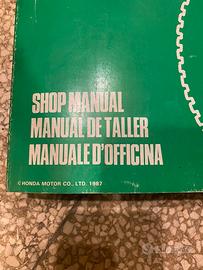 SHOP MANUAL
MANUAL DE TALLER
MANUALE D'OFFICINA
© HONDA MOTOR CO., LTD. 1987